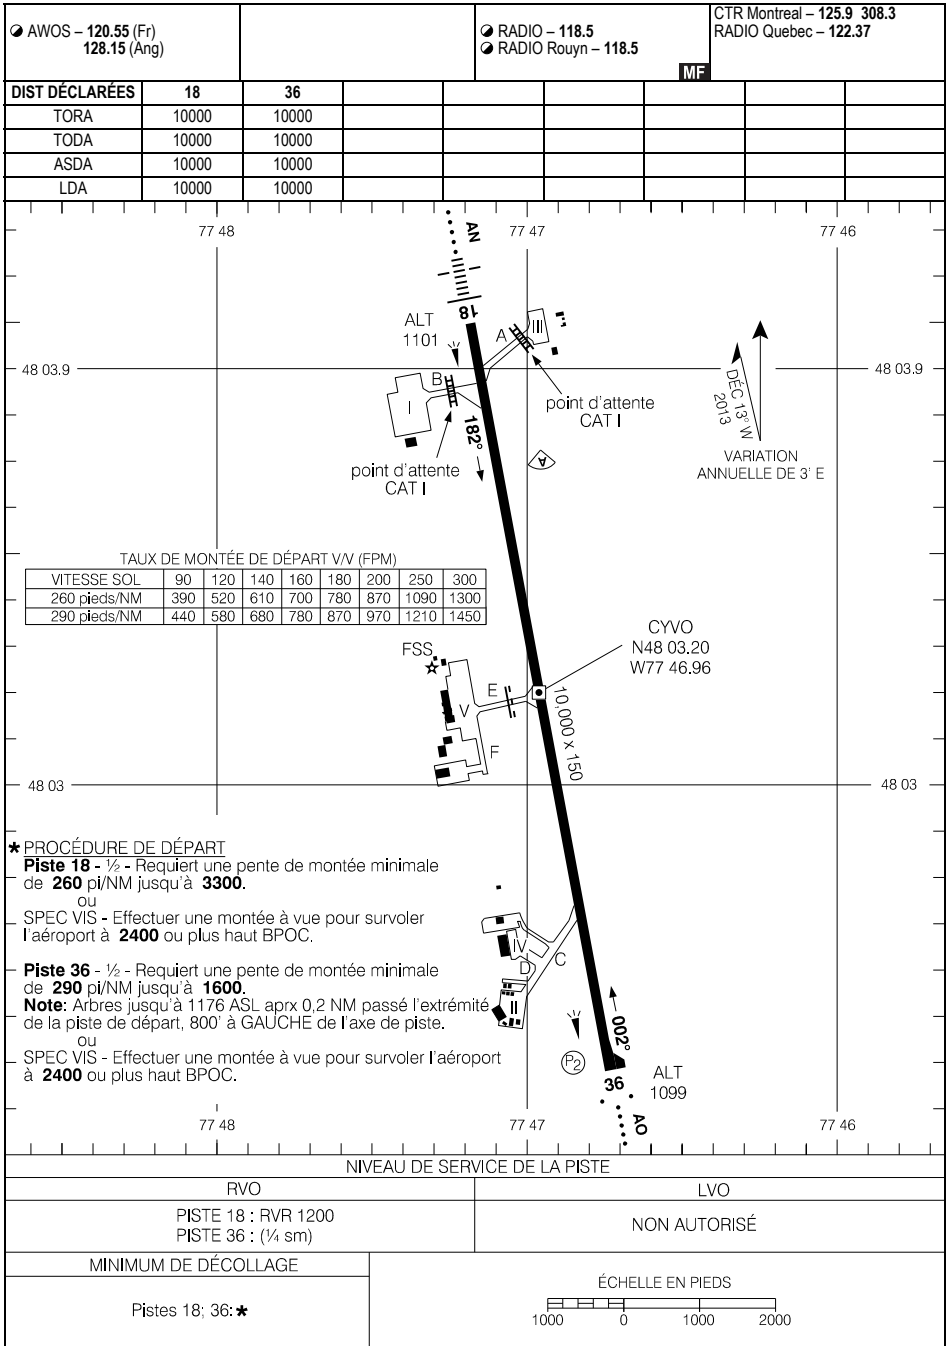 AWOS – 120.55 (Fr)
128.15 (Ang)
RADIO – 118.5
RADIO Rouyn – 118.5
MF
CTR Montreal – 125.9 308.3
RADIO Quebec – 122.37
DIST DÉCLARÉES 18 36
TORA 10000 10000
TODA 10000 10000
ASDA 10000 10000
LDA 10000 10000
77 48 77 47 77 46
AN
18
ALT
1101
A
III
48 03.9 48 03.9
B
I
point d'attente
CAT I
182°
point d'attente
CAT I
A
DÉC 13° W
2013
VARIATION
ANNUELLE DE 3' E
TAUX DE MONTÉE DE DÉPART V/V (FPM)
VITESSE SOL 90 120 140 160 180 200 250 300
260 pieds/NM 390 520 610 700 780 870 1090 1300
290 pieds/NM 440 580 680 780 870 970 1210 1450
CYVO
N48 03.20
W77 46.96
FSS
E
V
F
10,000 x 150
48 03 48 03
* PROCÉDURE DE DÉPART
Piste 18 - ½ - Requiert une pente de montée minimale
de 260 pi/NM jusqu'à 3300.
ou
SPEC VIS - Effectuer une montée à vue pour survoler
l'aéroport à 2400 ou plus haut BPOC.
Piste 36 - ½ - Requiert une pente de montée minimale
de 290 pi/NM jusqu'à 1600.
Note: Arbres jusqu'à 1176 ASL aprx 0,2 NM passé l'extrémité
de la piste de départ, 800' à GAUCHE de l'axe de piste.
ou
SPEC VIS - Effectuer une montée à vue pour survoler l'aéroport
à 2400 ou plus haut BPOC.
IV
C
D
II
002°
P2
36
ALT
1099
AO
77 48 77 47 77 46
NIVEAU DE SERVICE DE LA PISTE
RVO LVO
PISTE 18 : RVR 1200
PISTE 36 : (¼ sm)
NON AUTORISÉ
MINIMUM DE DÉCOLLAGE
Pistes 18; 36: *
ÉCHELLE EN PIEDS
1000 0 1000 2000